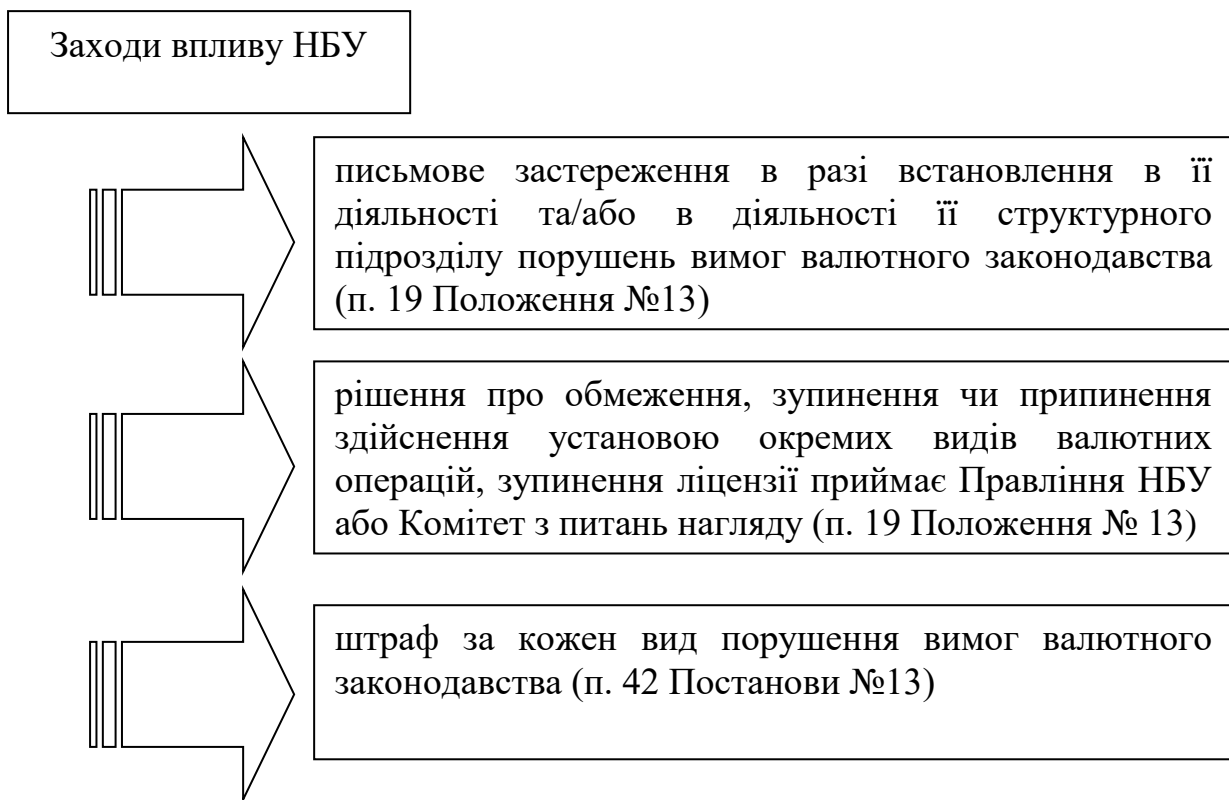 Заходи впливу НБУ
письмове застереження в разі встановлення в її
діяльності та/або в діяльності її структурного
підрозділу порушень вимог валютного законодавства
(п. 19 Положення №13)
рішення про обмеження, зупинення чи припинення
здійснення установою окремих видів валютних
операцій, зупинення ліцензії приймає Правління НБУ
або Комітет з питань нагляду (п. 19 Положення № 13)
штраф за кожен вид порушення вимог валютного
законодавства (п. 42 Постанови №13)